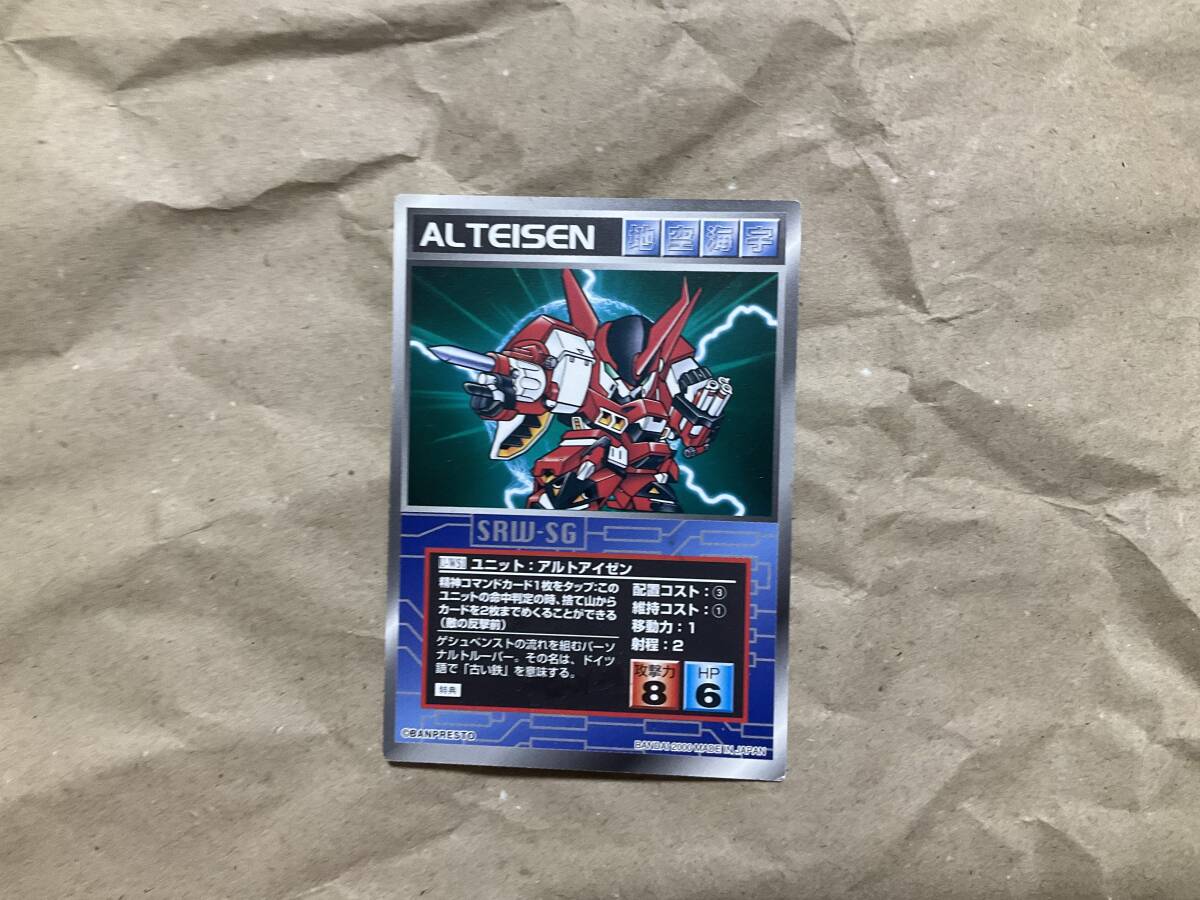 ALTEISEN 地 空 海 宇
SRW-SG
ユニット：アルトアイゼン
精神コマンドカード1枚をタップ:この
ユニットの命中判定の時、捨て山から
カードを2枚までめくることができる
（敵の反撃前）
ゲシュペンストの流れを組むパーソ
ナルトルーパー。その名は、ドイツ
語で「古い鉄」を意味する。
特典
配置コスト：③
維持コスト：①
移動力：1
射程：2
攻撃力 HP
8 6
©BANPRESTO
BANDAI 2000 MADE IN JAPAN